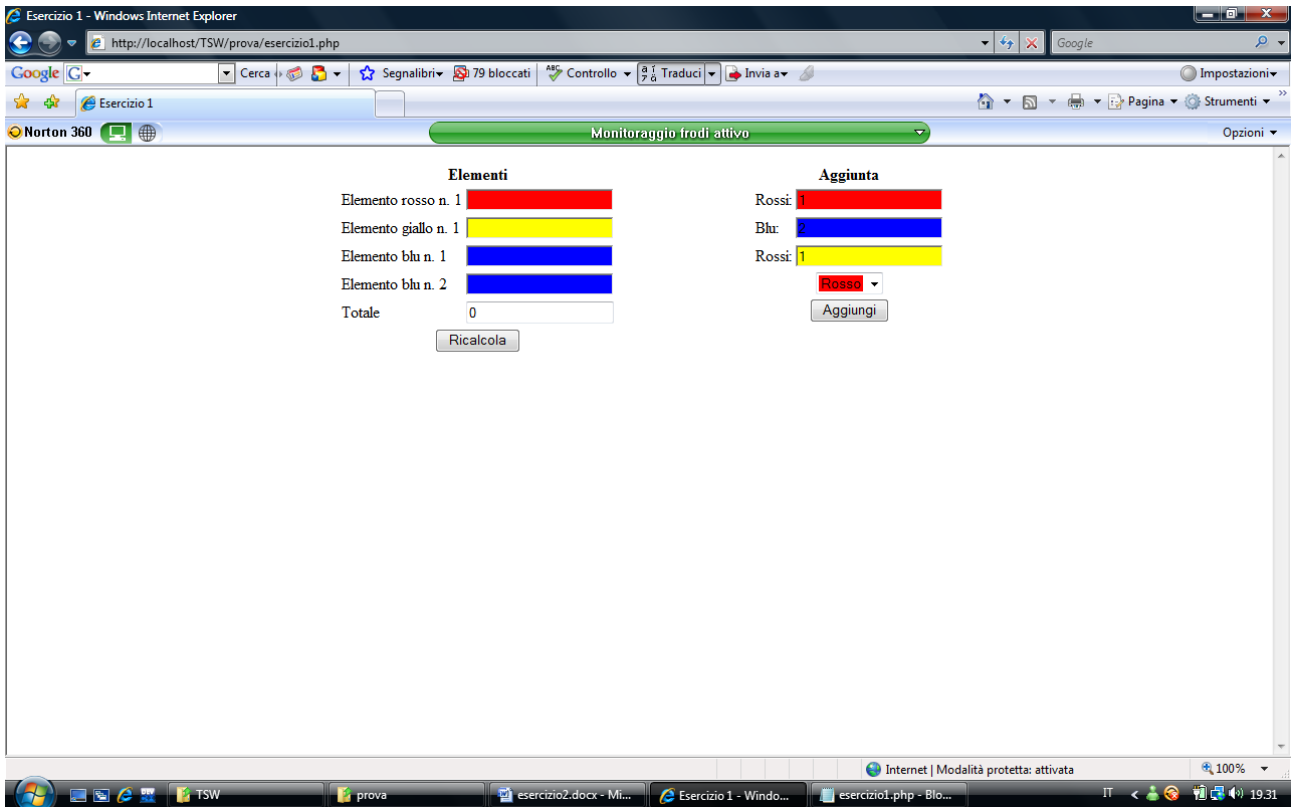 Esercizio 1 - Windows Internet Explorer
http://localhost/TSW/prova/esercizio1.php
Google
Google G Cerca Segnalibri 79 bloccati Controllo Traduci Invia a Impostazioni
Esercizio 1 Pagina Strumenti »
Norton 360 Monitoraggio frodi attivo Opzioni
Elementi
Elemento rosso n. 1
Elemento giallo n. 1
Elemento blu n. 1
Elemento blu n. 2
Totale 0
Ricalcola
Aggiunta
Rossi: 1
Blu: 2
Rossi: 1
Rosso
Aggiungi
Internet | Modalità protetta: attivata 100%
TSW prova esercizio2.docx - Mi... Esercizio 1 - Windo... esercizio1.php - Blo... IT 19.31